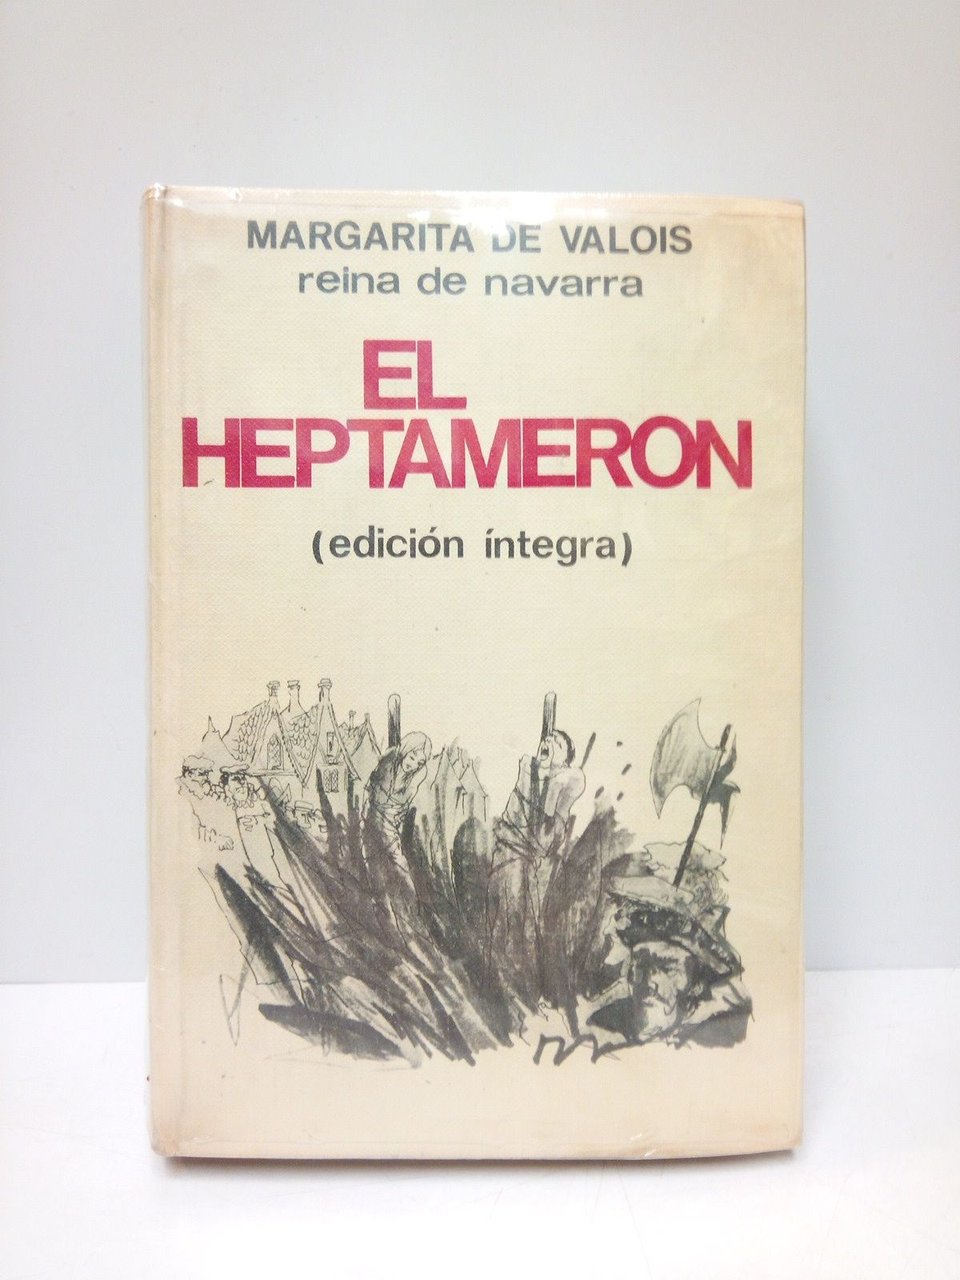 MARGARITA DE VALOIS
reina de navarra
EL
HEPTAMERON
(edición íntegra)